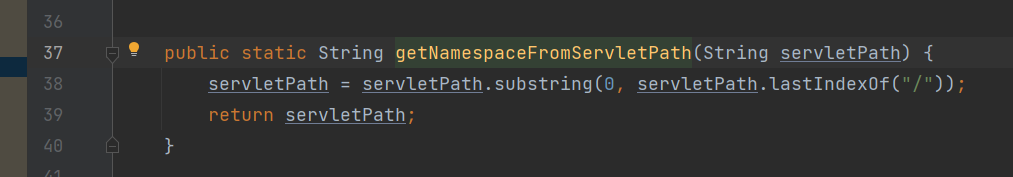 36
37 public static String getNamespaceFromServletPath(String servletPath) {
38 servletPath = servletPath.substring(0, servletPath.lastIndexOf("/"));
39 return servletPath;
40 }